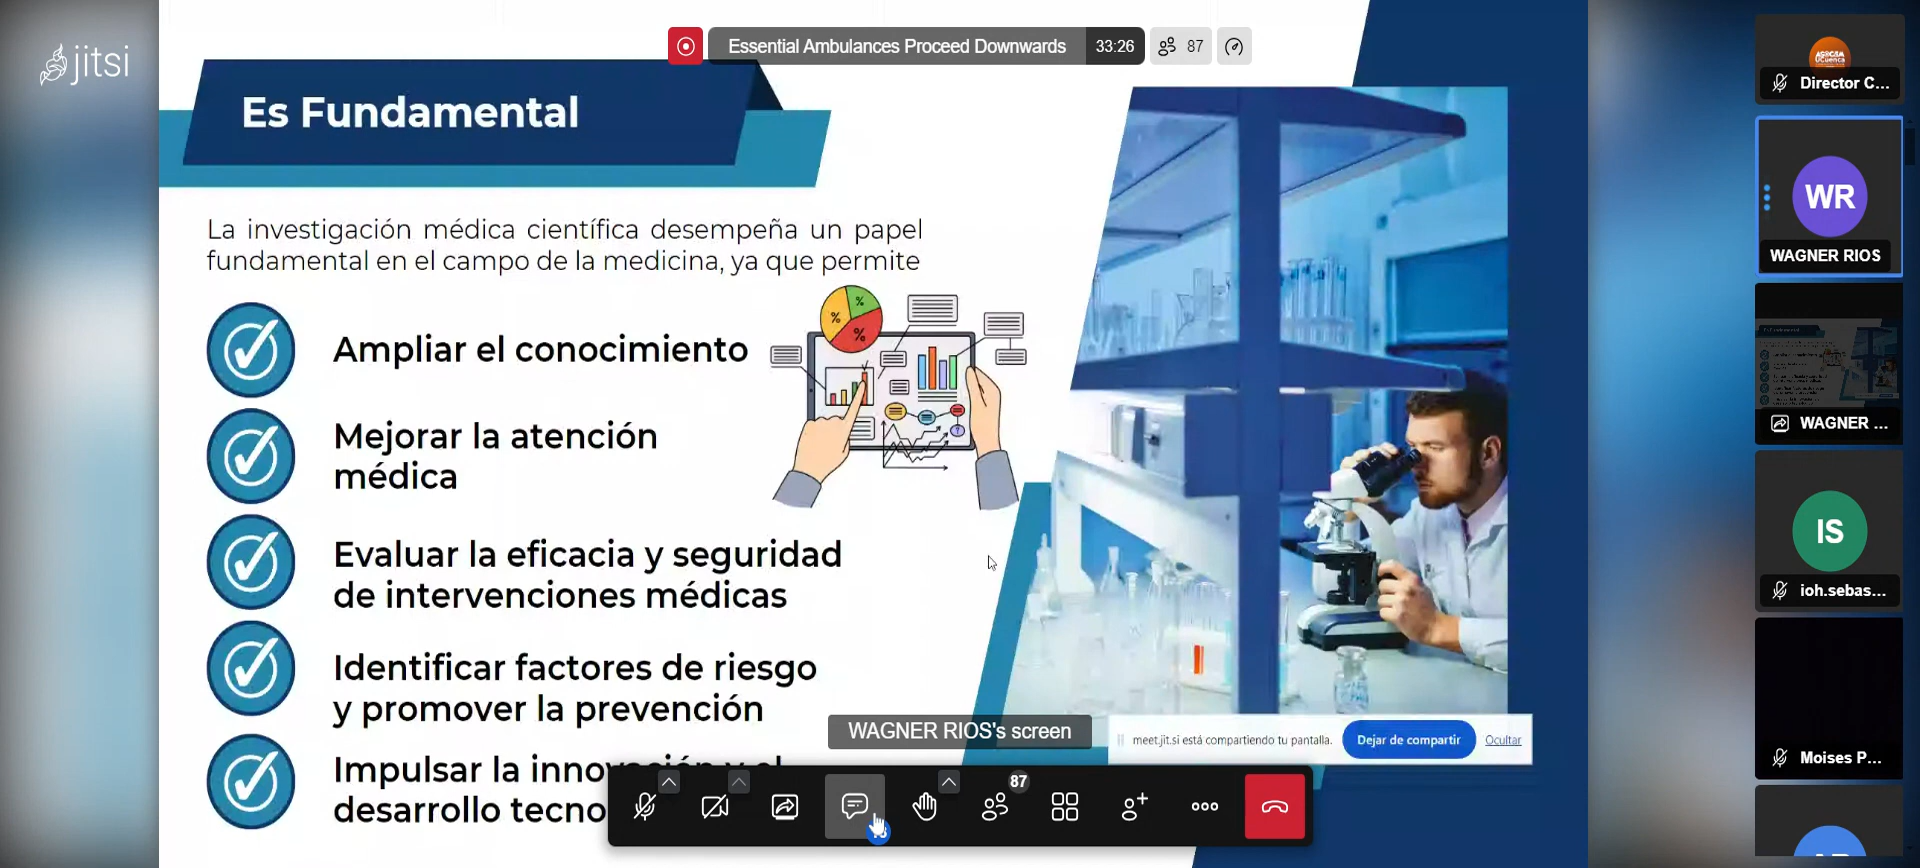 jitsi
Essential Ambulances Proceed Downwards
33:26
87
Es Fundamental
La investigación médica científica desempeña un papel
fundamental en el campo de la medicina, ya que permite
Ampliar el conocimiento
Mejorar la atención
médica
Evaluar la eficacia y seguridad
de intervenciones médicas
Identificar factores de riesgo
y promover la prevención
Impulsar la
desarrollo
%
%
%
WAGNER RIOS's screen
meet.jit.si está compartiendo tu pantalla.
Dejar de compartir
Ocultar
87
Director C...
WR
WAGNER RIOS
WAGNER ...
IS
ioh.sebas...
Moises P...